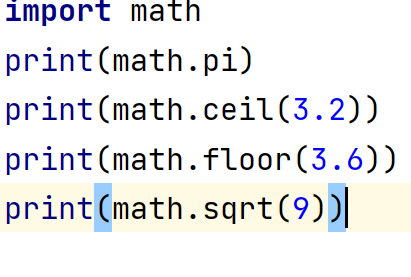 import math
print(math.pi)
print(math.ceil(3.2))
print(math.floor(3.6))
print(math.sqrt(9))